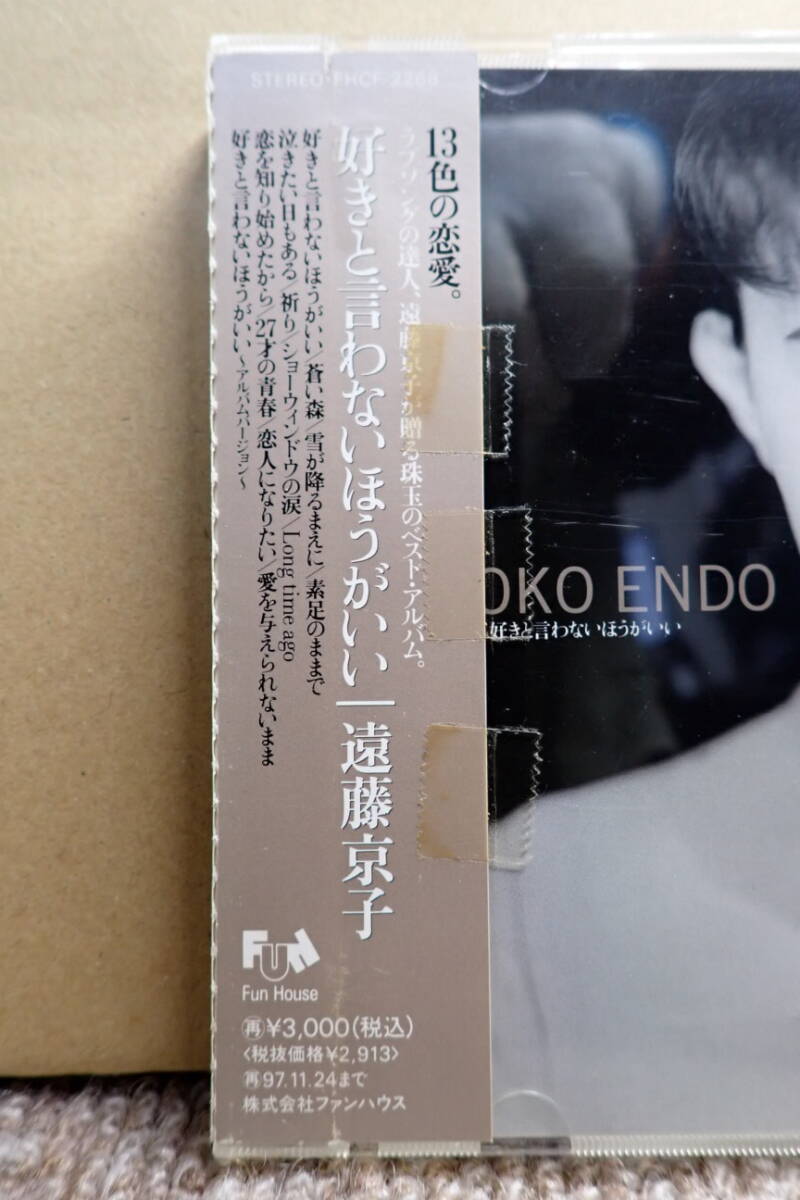 STEREO・FHCF-2268
13色の恋愛。
ラブソングの達人、遠藤京子が贈る珠玉のベスト・アルバム。
好きと言わないほうがいい|遠藤京子
好きと言わないほうがいい/蒼い森/雪が降るまえに/素足のままで
泣きたい日もある/祈り/ショーウィンドウの涙/Long time ago
恋を知り始めたから/27才の青春/恋人になりたい/愛を与えられないまま
好きと言わないほうがいい〜アルバムバージョン〜
OKO ENDO
好きと言わないほうがいい
Fun
Fun House
再¥3,000(税込)
〈税抜価格¥2,913〉
再97.11.24まで
株式会社ファンハウス